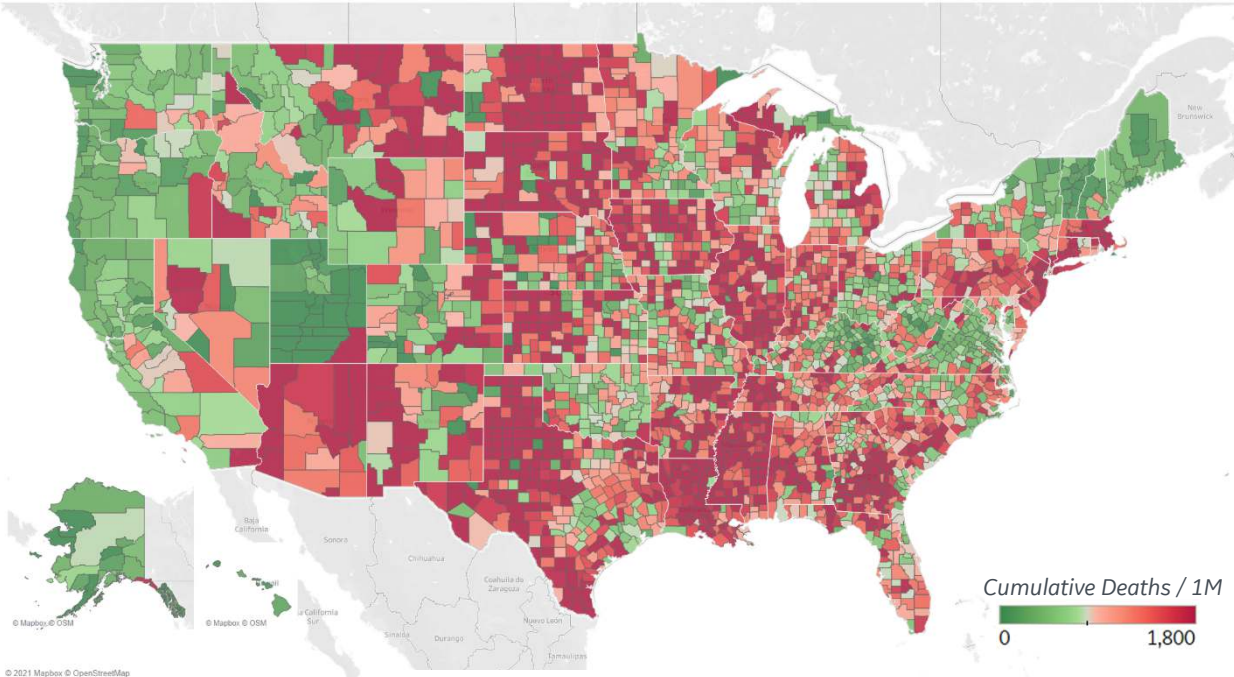 New
Brunswick
Baja
California
Sonora
Chihuahua
Coahuila de
Zaragoza
Nuevo León
Tamaulipas
Sinaloa
Durango
a California
Sur
© Mapbox © OSM
© Mapbox © OSM
Cumulative Deaths / 1M
0
1,800
© 2021 Mapbox © OpenStreetMap